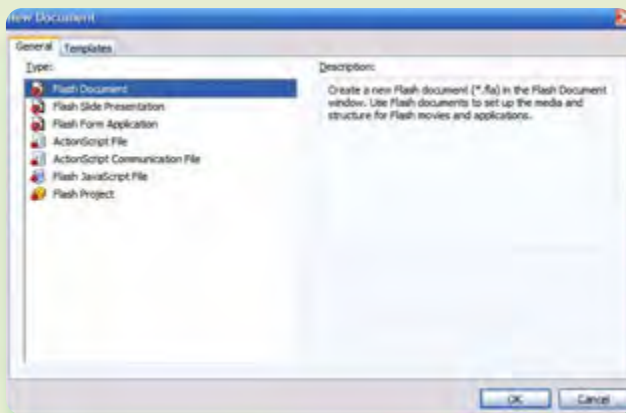 New Document
General Templates
Type:
Flash Document
Flash Slide Presentation
Flash Form Application
ActionScript File
ActionScript Communication File
Flash JavaScript File
Flash Project
Description:
Create a new Flash document (*.fla) in the Flash Document
window. Use Flash documents to set up the media and
structure for Flash movies and applications.
OK Cancel